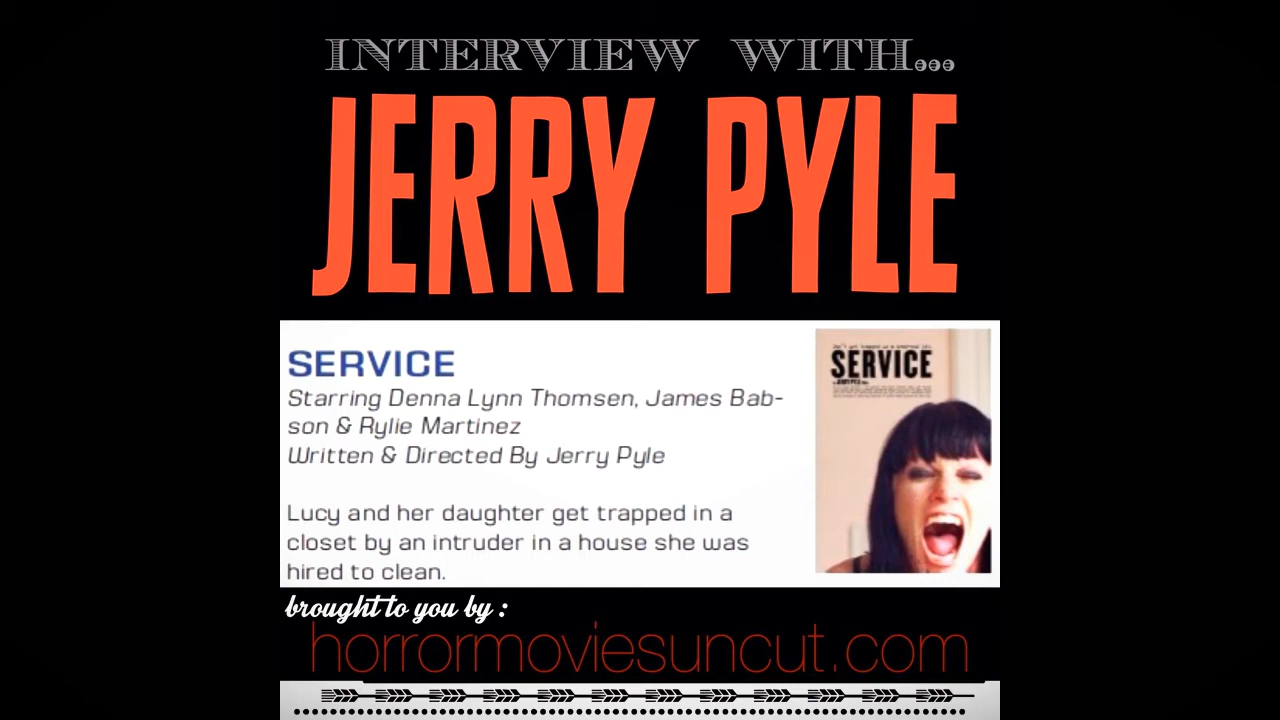 INTERVIEW WITH...
JERRY PYLE
SERVICE
Starring Denna Lynn Thomsen, James Bab-
son & Rylie Martinez
Written & Directed By Jerry Pyle
Lucy and her daughter get trapped in a
closet by an intruder in a house she was
hired to clean.
SERVICE
brought to you by :
horrormoviesuncut.com